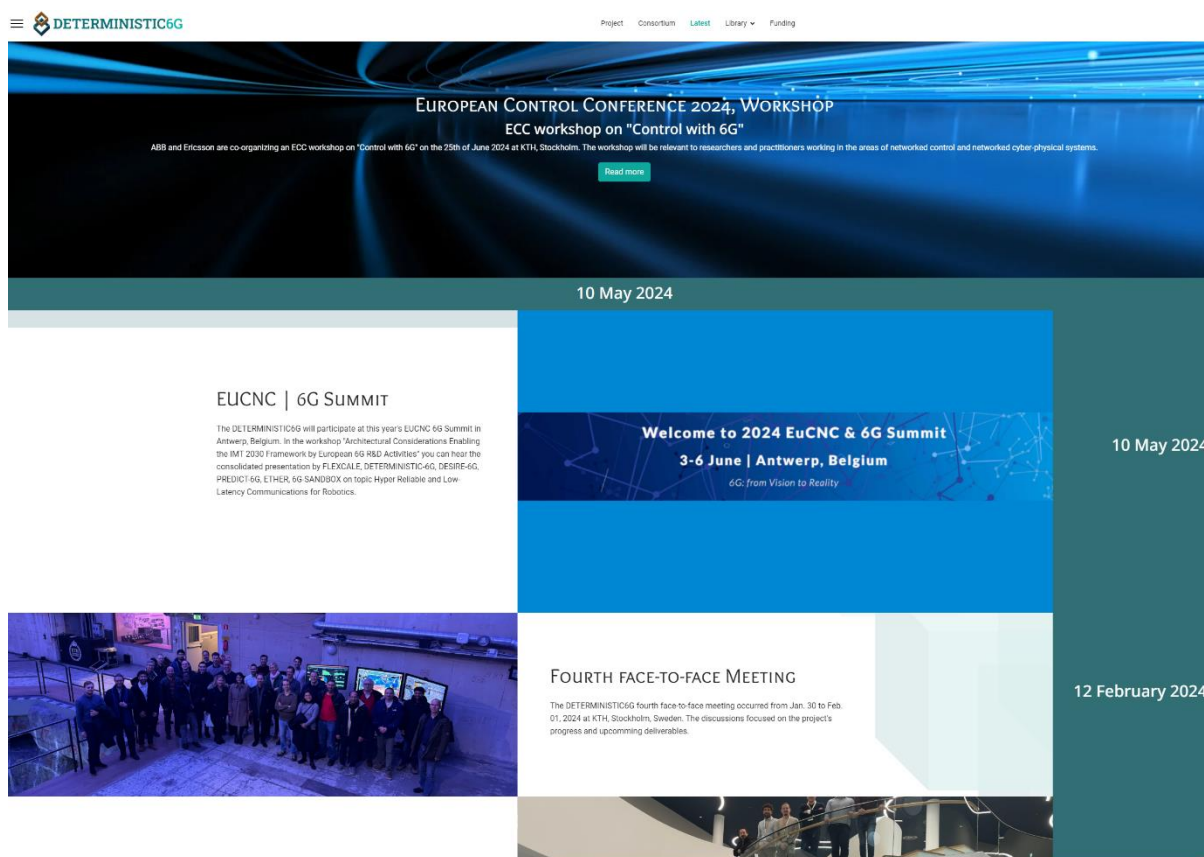 DETERMINISTIC6G
Project Consortium Latest Library Funding
EUROPEAN CONTROL CONFERENCE 2024, WORKSHOP
ECC workshop on "Control with 6G"
ABB and Ericsson are co-organizing an ECC workshop on "Control with 6G" on the 25th of June 2024 at KTH, Stockholm. The workshop will be relevant to researchers and practitioners working in the areas of networked control and networked cyber-physical systems.
Read more
10 May 2024
EUCNC | 6G SUMMIT
The DETERMINISTIC6G will participate at this year's EUCNC 6G Summit in
Antwerp, Belgium. In the workshop "Architectural Considerations Enabling
the IMT 2030 Framework by European 6G R&D Activities" you can hear the
consolidated presentation by FLEXCALE, DETERMINISTIC-6G, DESIRE-6G,
PREDICT-6G, ETHER, 6G-SANDBOX on topic Hyper Reliable and Low-
Latency Communications for Robotics.
Welcome to 2024 EuCNC & 6G Summit
3-6 June | Antwerp, Belgium
6G: from Vision to Reality
10 May 2024
FOURTH FACE-TO-FACE MEETING
The DETERMINISTIC6G fourth face-to-face meeting occurred from Jan. 30 to Feb.
01, 2024 at KTH, Stockholm, Sweden. The discussions focused on the project's
progress and upcomming deliverables.
12 February 2024